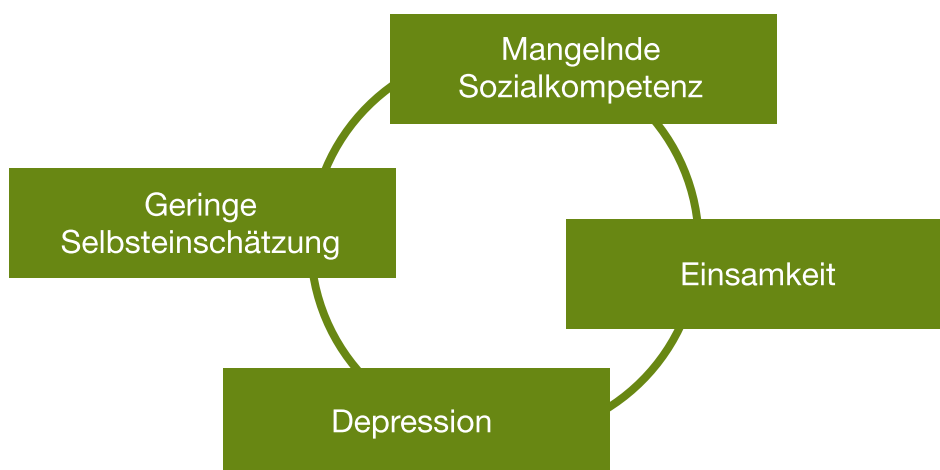 Mangelnde
Sozialkompetenz
Geringe
Selbsteinschätzung
Einsamkeit
Depression